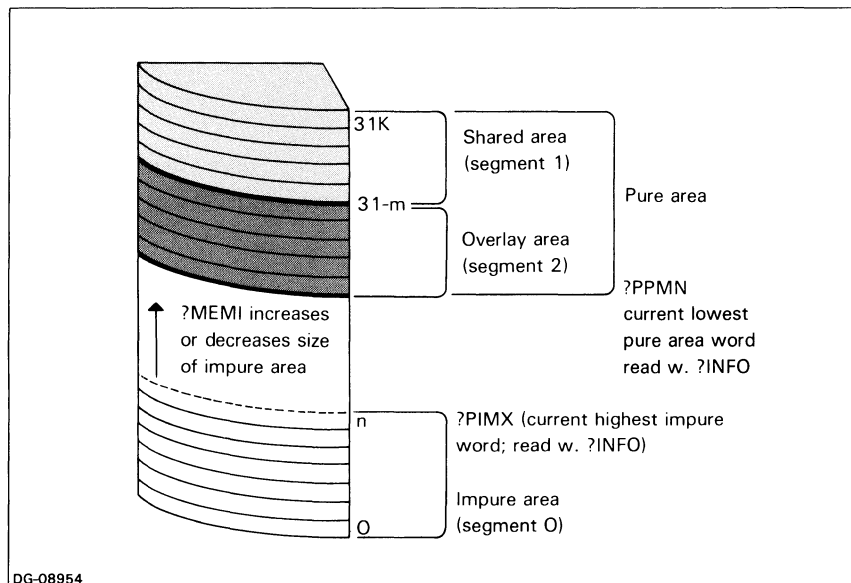 31K
Shared area
(segment 1)
Pure area
31-m
Overlay area
(segment 2)
?PPMN
current lowest
pure area word
read w. ?INFO
?MEMI increases
or decreases size
of impure area
n
?PIMX (current highest impure
word; read w. ?INFO)
Impure area
(segment O)
O
DG-08954